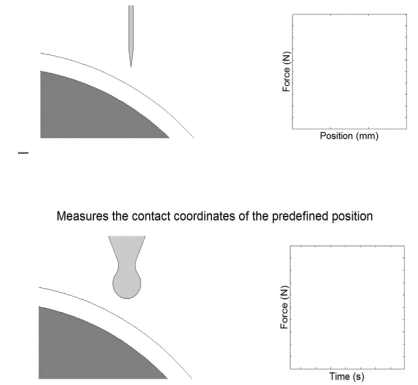 Force (N)
Position (mm)
Measures the contact coordinates of the predefined position
Force (N)
Time (s)